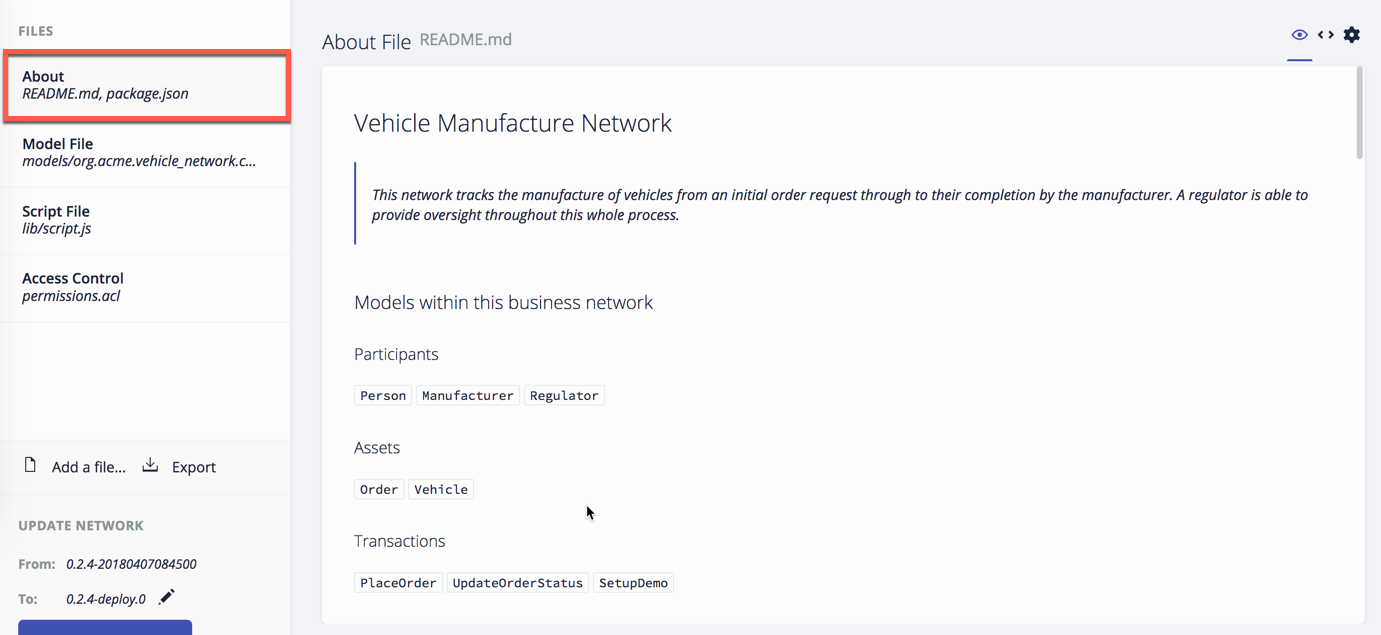 FILES
About
README.md, package.json
Model File
models/org.acme.vehicle_network.c...
Script File
lib/script.js
Access Control
permissions.acl
Add a file... Export
UPDATE NETWORK
From: 0.2.4-20180407084500
To: 0.2.4-deploy.0
About File README.md
Vehicle Manufacture Network
This network tracks the manufacture of vehicles from an initial order request through to their completion by the manufacturer. A regulator is able to
provide oversight throughout this whole process.
Models within this business network
Participants
Person Manufacturer Regulator
Assets
Order Vehicle
Transactions
PlaceOrder UpdateOrderStatus SetupDemo